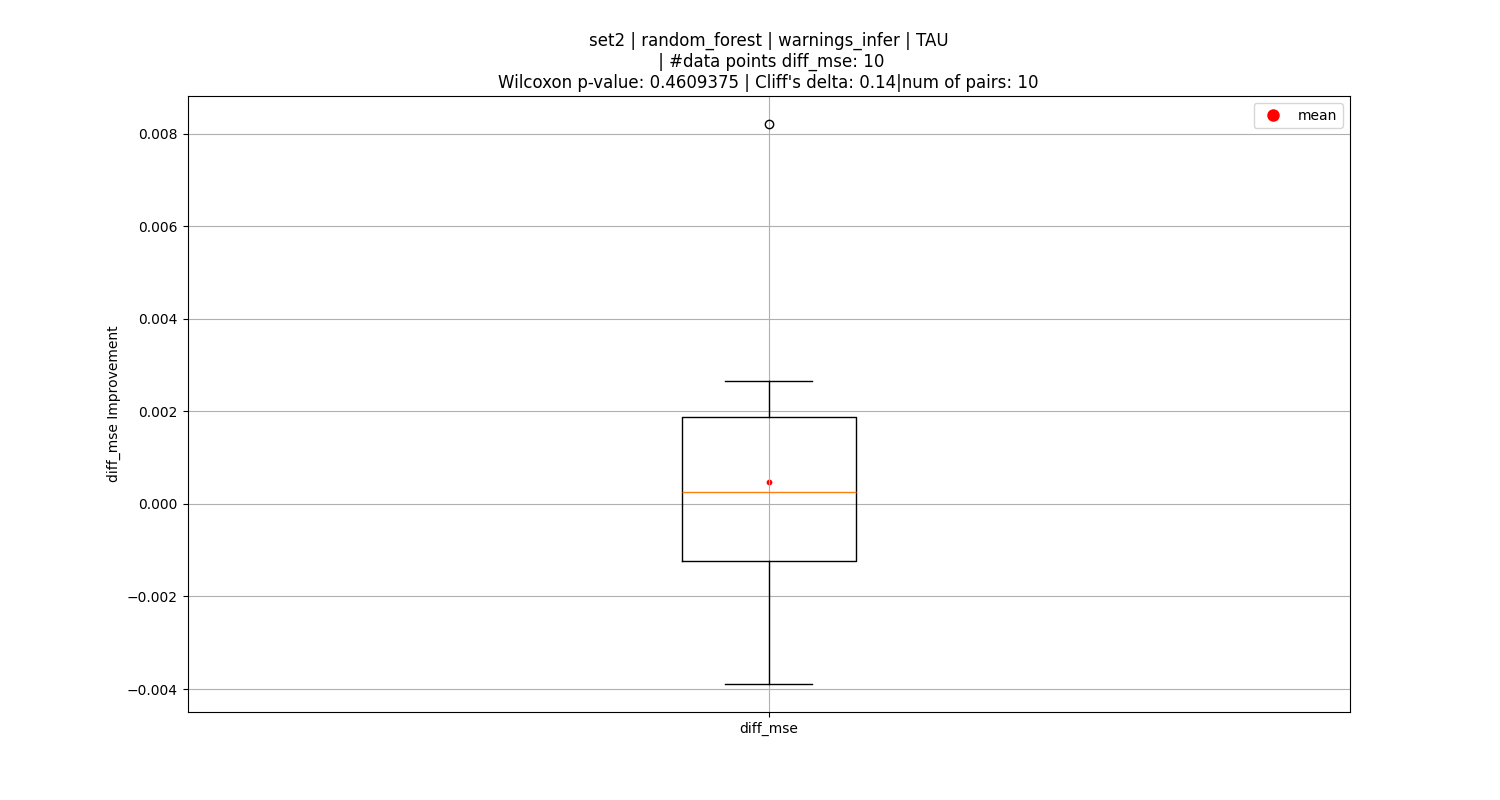 set2 | random_forest | warnings_infer | TAU
| #data points diff_mse: 10
Wilcoxon p-value: 0.4609375 | Cliff's delta: 0.14|num of pairs: 10
mean
0.008
0.006
0.004
0.002
0.000
−0.002
−0.004
diff_mse Improvement
diff_mse